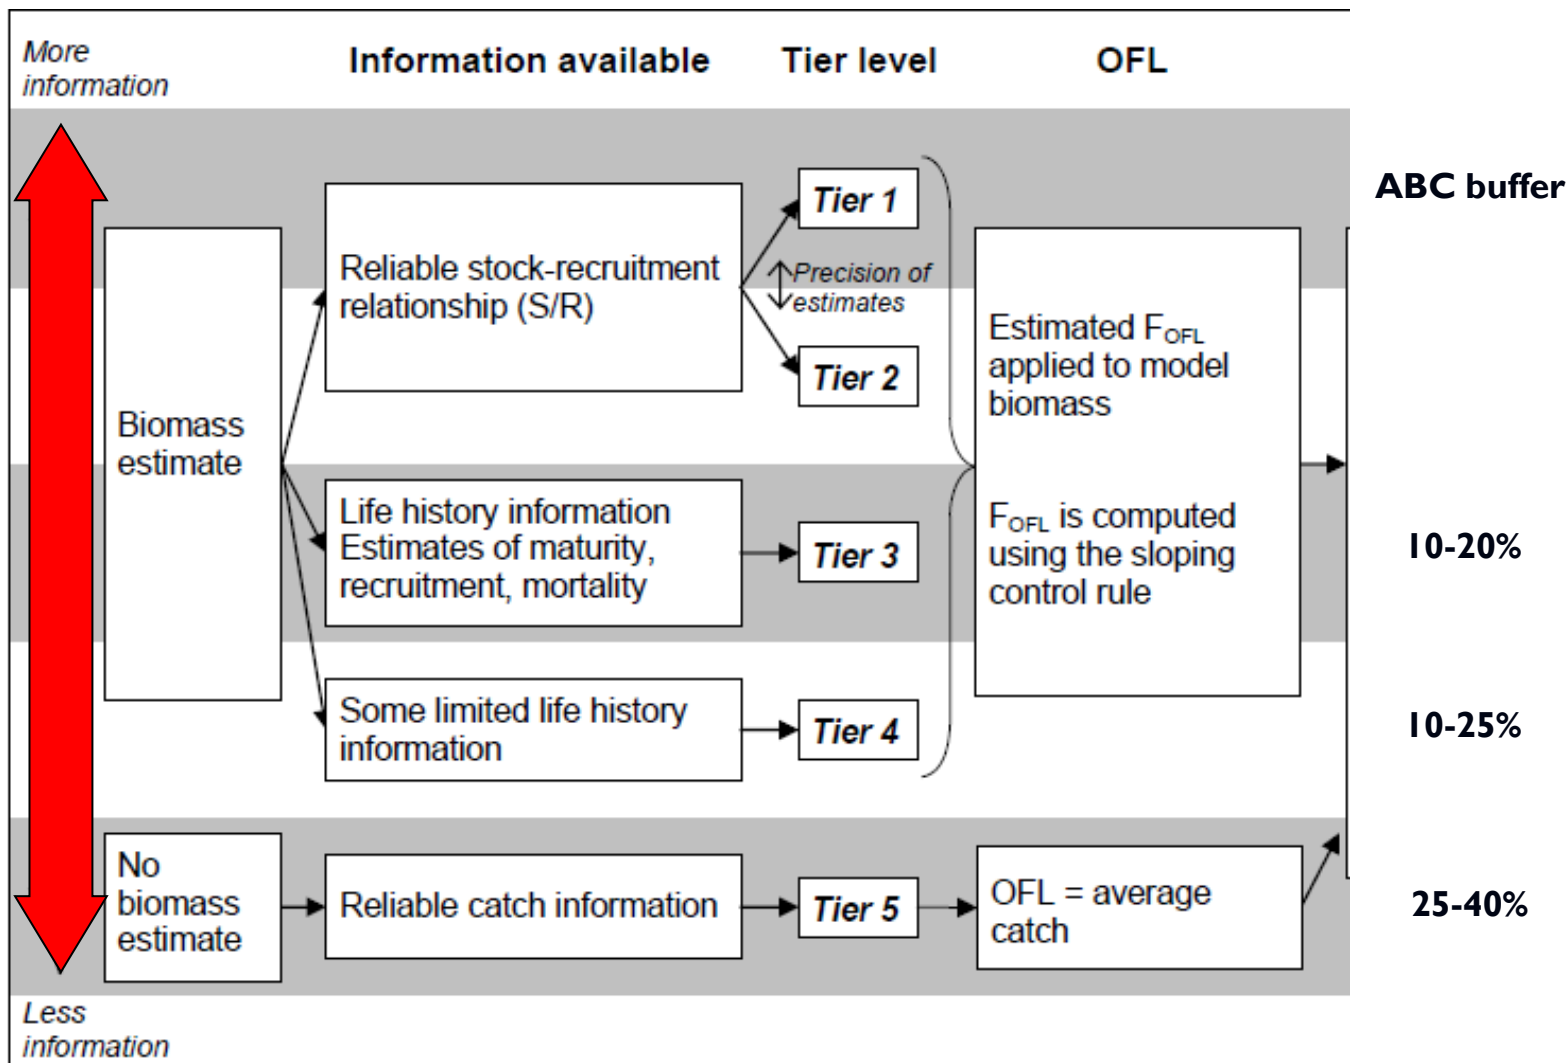 More
information
Information available
Tier level
OFL
ABC buffer
Biomass
estimate
Reliable stock-recruitment
relationship (S/R)
Tier 1
Precision of
estimates
Tier 2
Estimated FOFL
applied to model
biomass
FOFL is computed
using the sloping
control rule
Life history information
Estimates of maturity,
recruitment, mortality
Tier 3
10-20%
Some limited life history
information
Tier 4
10-25%
No
biomass
estimate
Reliable catch information
Tier 5
OFL = average
catch
25-40%
Less
information